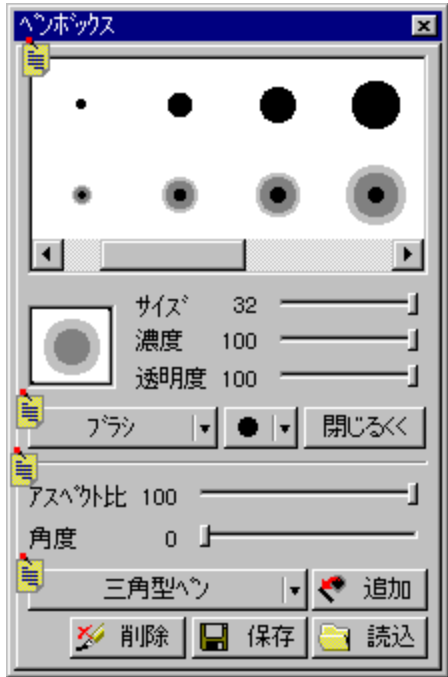 ペンボックス
サイズ 32
濃度 100
透明度 100
ブラシ 閉じる<<
アスペクト比 100
角度 0
三角型ペン 追加
削除 保存 読込